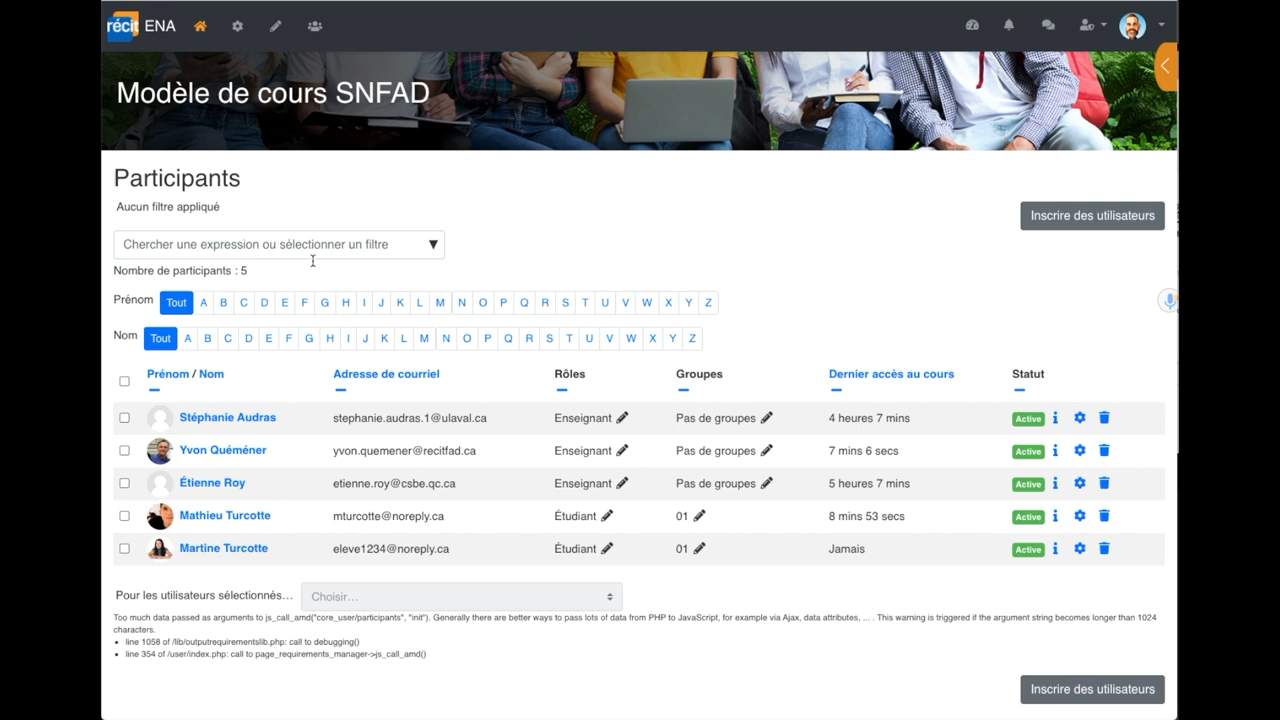 récit ENA
Modèle de cours SNFAD
Participants
Aucun filtre appliqué
Inscrire des utilisateurs
Chercher une expression ou sélectionner un filtre ▼
Nombre de participants : 5
Prénom Tout A B C D E F G H I J K L M N O P Q R S T U V W X Y Z
Nom Tout A B C D E F G H I J K L M N O P Q R S T U V W X Y Z
Prénom / Nom Adresse de courriel Rôles Groupes Dernier accès au cours Statut
Stéphanie Audras stephanie.audras.1@ulaval.ca Enseignant Pas de groupes 4 heures 7 mins Active
Yvon Quéméner yvon.quemener@recitfad.ca Enseignant Pas de groupes 7 mins 6 secs Active
Étienne Roy etienne.roy@csbe.qc.ca Enseignant Pas de groupes 5 heures 7 mins Active
Mathieu Turcotte mturcotte@noreply.ca Étudiant 01 8 mins 53 secs Active
Martine Turcotte eleve1234@noreply.ca Étudiant 01 Jamais Active
Pour les utilisateurs sélectionnés… Choisir...
Too much data passed as arguments to js_call_amd("core_user/participants", "init"). Generally there are better ways to pass lots of data from PHP to JavaScript, for example via Ajax, data attributes, ... . This warning is triggered if the argument string becomes longer than 1024
characters.
• line 1058 of /lib/outputrequirementslib.php: call to debugging()
• line 354 of /user/index.php: call to page_requirements_manager->js_call_amd()
Inscrire des utilisateurs